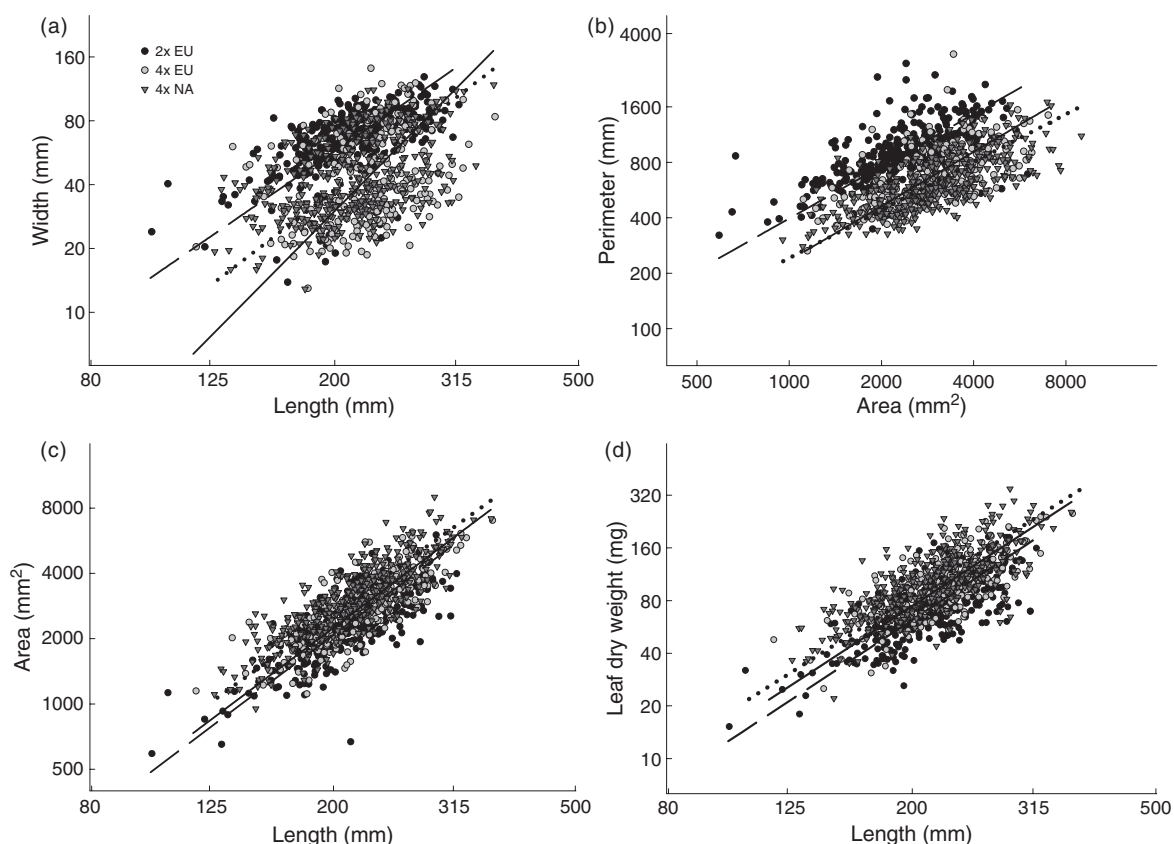 (a)
160
80
40
20
10
Width (mm)
2x EU
4x EU
4x NA
80
125
200
315
500
Length (mm)
(b)
4000
1600
800
400
200
100
Perimeter (mm)
500
1000
2000
4000
8000
Area (mm²)
(c)
8000
4000
2000
1000
500
Area (mm²)
80
125
200
315
500
Length (mm)
(d)
320
160
80
40
20
10
Leaf dry weight (mg)
80
125
200
315
500
Length (mm)